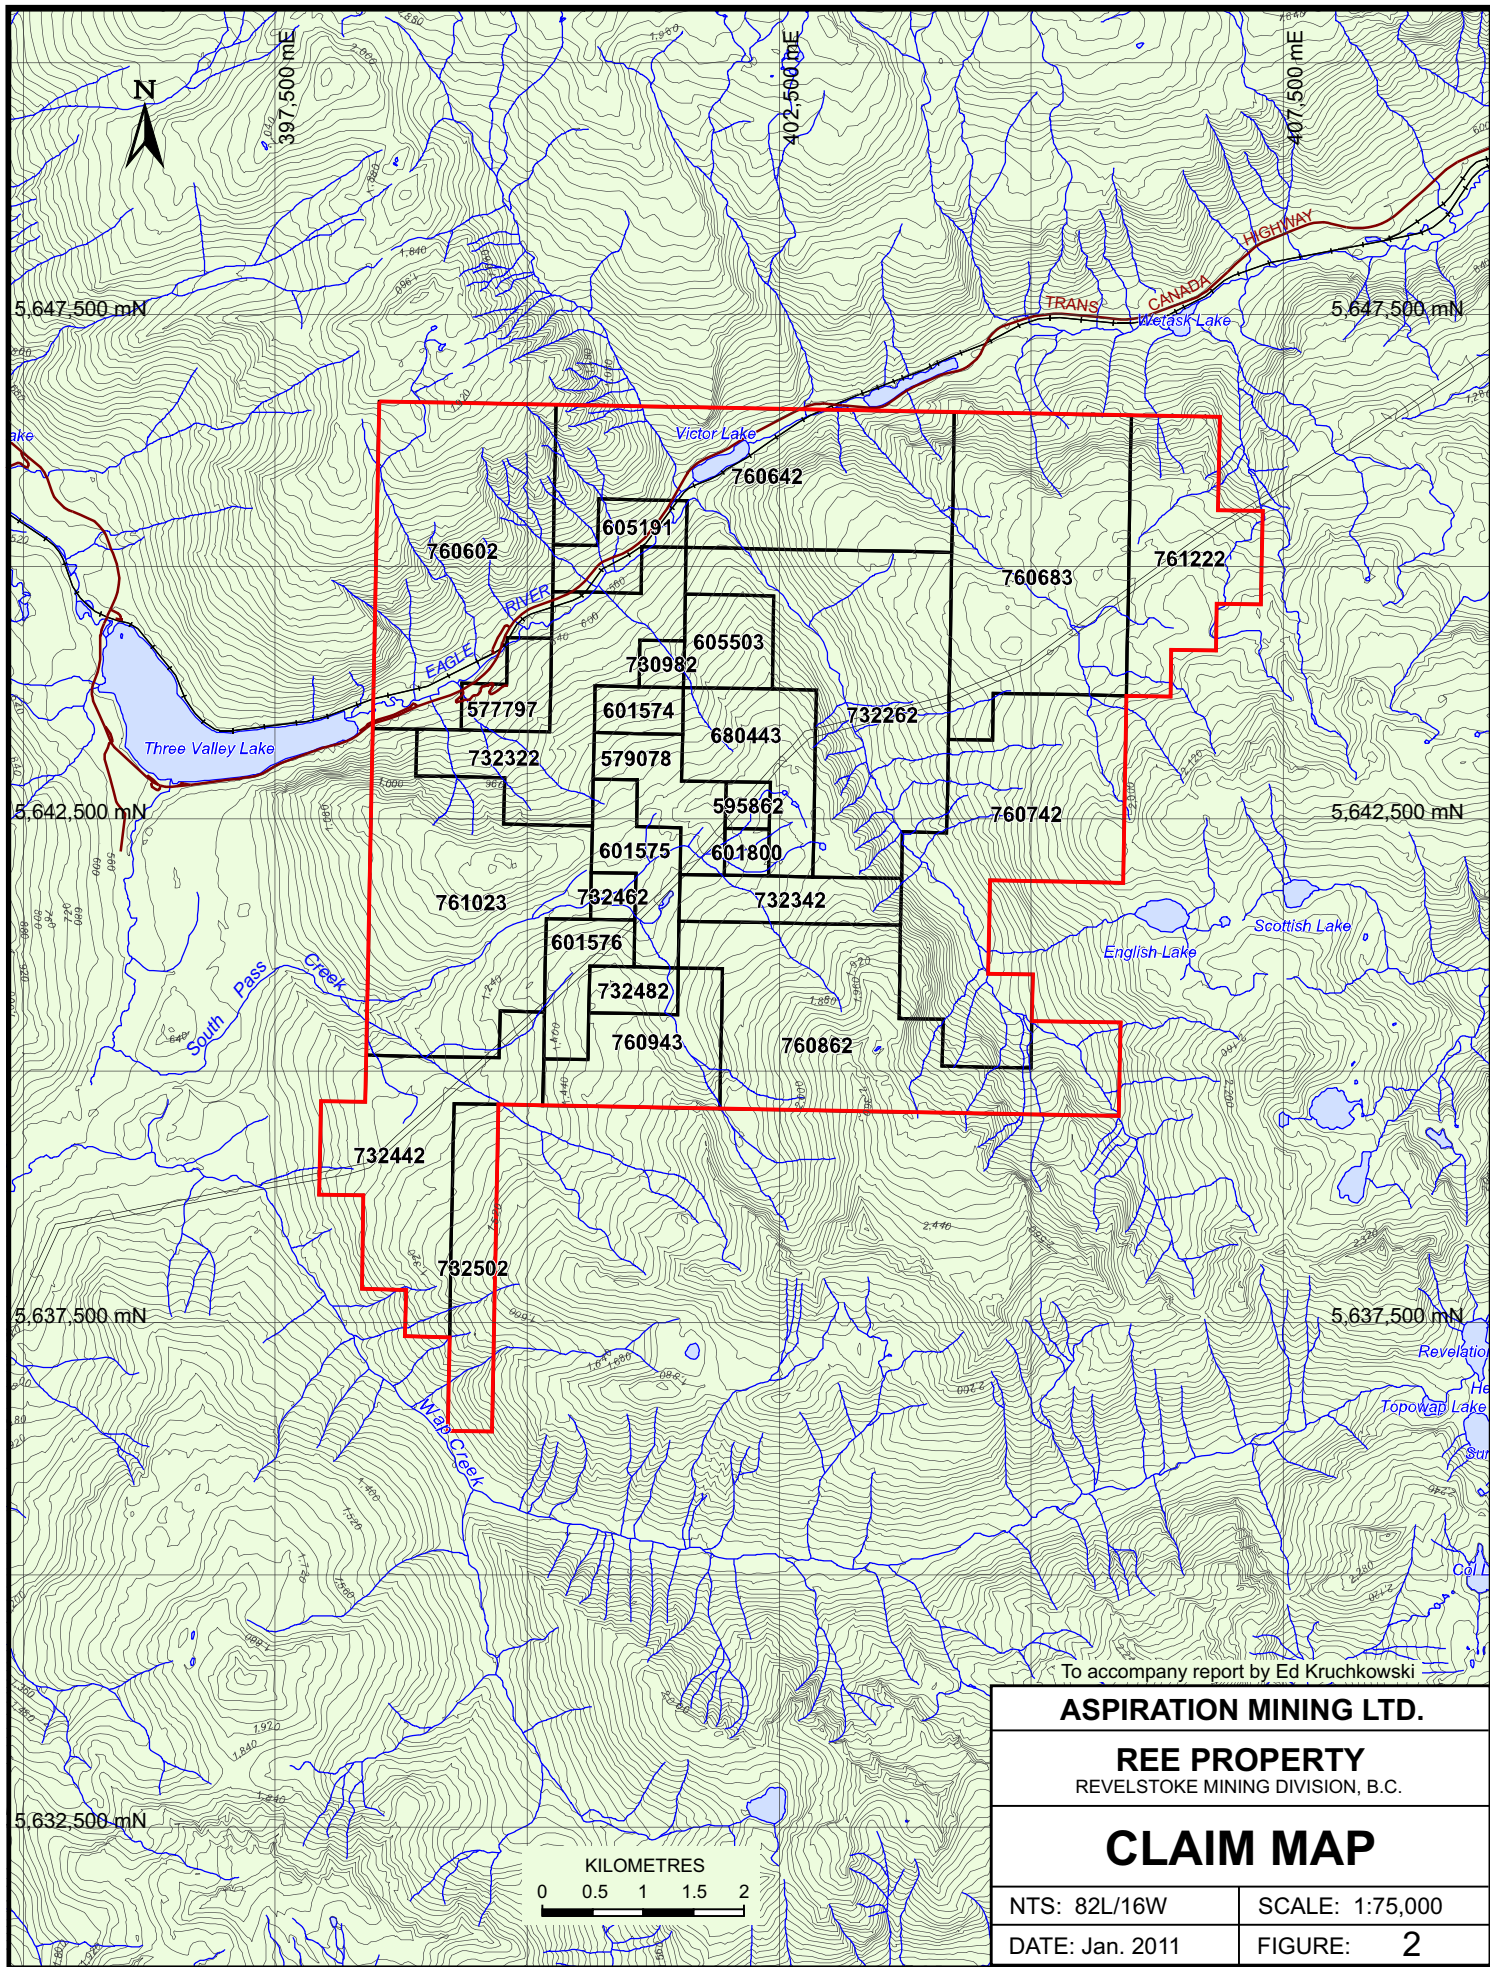 N
397,500 mE
402,500 mE
407,500 mE
HIGHWAY
CANADA
TRANS
Wetask Lake
5,647,500 mN
5,647,500 mN
Victor Lake
760642
605191
760602
761222
760683
RIVER
EAGLE
605503
730982
577797
601574
732262
680443
Three Valley Lake
732322
579078
595862
760742
5,642,500 mN
5,642,500 mN
601575
601800
732462
732342
761023
Scottish Lake
English Lake
601576
South Pass Creek
732482
760943
760862
732442
732502
5,637,500 mN
5,637,500 mN
Topowap Lake
Wap Creek
5,632,500 mN
KILOMETRES
0 0.5 1 1.5 2
To accompany report by Ed Kruchkowski
ASPIRATION MINING LTD.
REE PROPERTY
REVELSTOKE MINING DIVISION, B.C.
CLAIM MAP
NTS: 82L/16W
SCALE: 1:75,000
DATE: Jan. 2011
FIGURE: 2